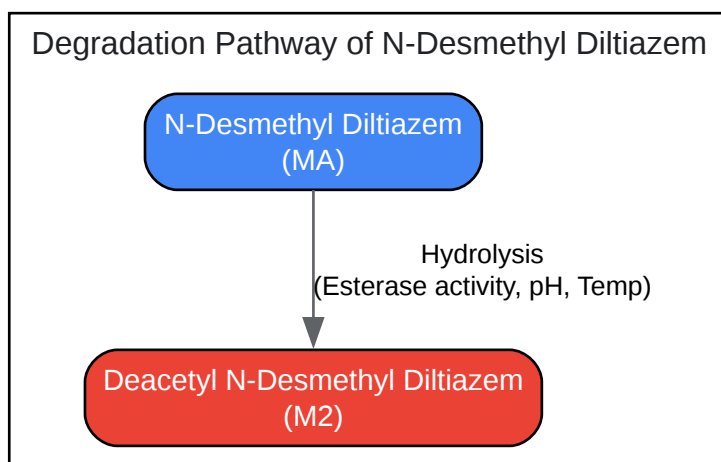 Degradation Pathway of N-Desmethyl Diltiazem
N-Desmethyl Diltiazem
(MA)
Hydrolysis
(Esterase activity, pH, Temp)
Deacetyl N-Desmethyl Diltiazem
(M2)